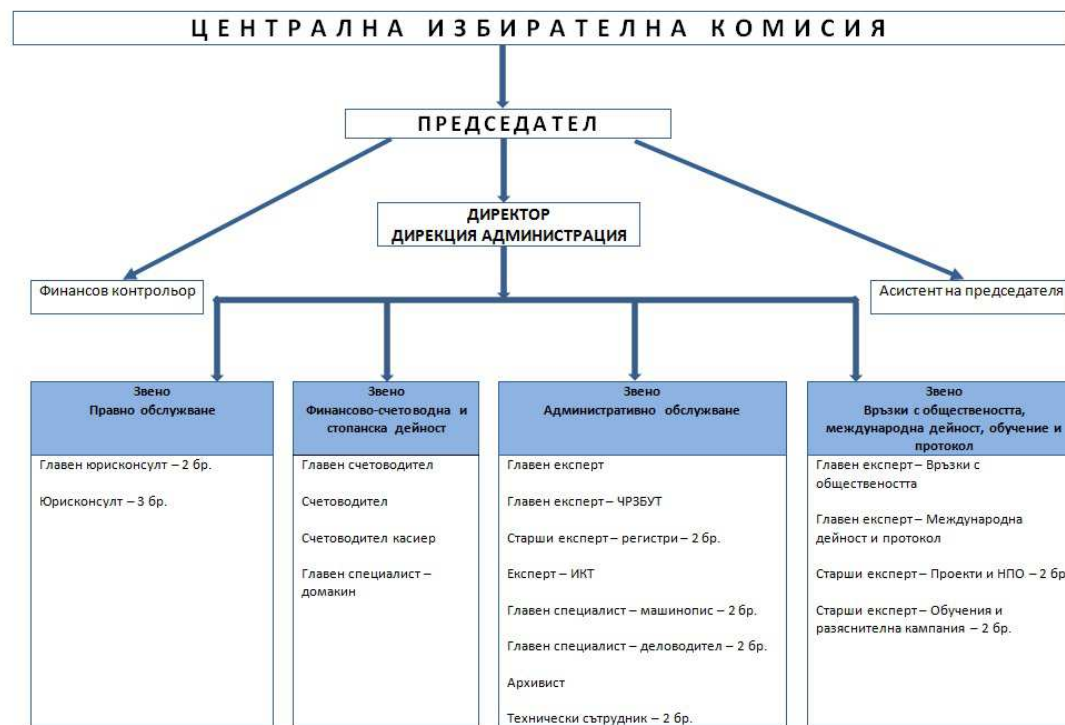 ЦЕНТРАЛНА ИЗБИРАТЕЛНА КОМИСИЯ
ПРЕДСЕДАТЕЛ
ДИРЕКТОР
ДИРЕКЦИЯ АДМИНИСТРАЦИЯ
Финансов контрольор
Асистент на председателя
Звено
Правно обслужване
Главен юрисконсулт – 2 бр.
Юрисконсулт – 3 бр.
Звено
Финансово-счетоводна и
стопанска дейност
Главен счетоводител
Счетоводител
Счетоводител касиер
Главен специалист –
домакин
Звено
Административно обслужване
Главен експерт
Главен експерт – ЧРЗБУТ
Старши експерт – регистри – 2 бр.
Експерт – ИКТ
Главен специалист – машинопис – 2 бр.
Главен специалист – деловодител – 2 бр.
Архивист
Технически сътрудник – 2 бр.
Звено
Връзки с обществеността,
международна дейност, обучение и
протокол
Главен експерт – Връзки с
обществеността
Главен експерт – Международна
дейност и протокол
Старши експерт – Проекти и НПО – 2 бр
Старши експерт – Обучения и
разяснителна кампания – 2 бр.